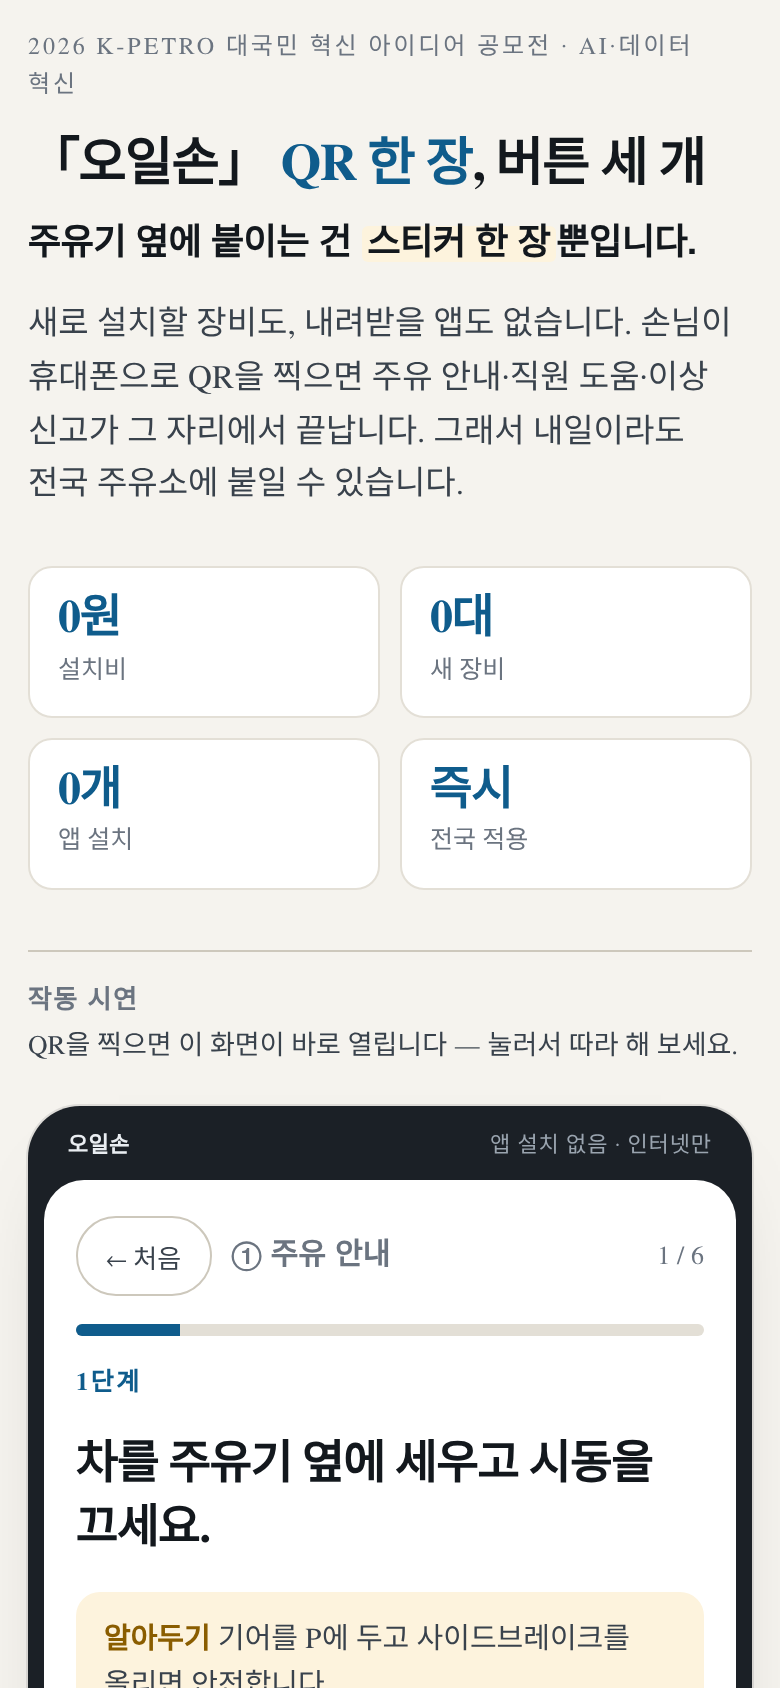 2026 K-PETRO 대국민 혁신 아이디어 공모전 · AI·데이터
혁신
「오일손」 QR 한 장, 버튼 세 개
주유기 옆에 붙이는 건 스티커 한 장뿐입니다.
새로 설치할 장비도, 내려받을 앱도 없습니다. 손님이
휴대폰으로 QR을 찍으면 주유 안내·직원 도움·이상
신고가 그 자리에서 끝납니다. 그래서 내일이라도
전국 주유소에 붙일 수 있습니다.
0원
설치비
0대
새 장비
0개
앱 설치
즉시
전국 적용
작동 시연
QR을 찍으면 이 화면이 바로 열립니다 — 눌러서 따라 해 보세요.
오일손
앱 설치 없음 · 인터넷만
← 처음
① 주유 안내
1 / 6
1단계
차를 주유기 옆에 세우고 시동을
끄세요.
알아두기 기어를 P에 두고 사이드브레이크를
올리면 안전합니다